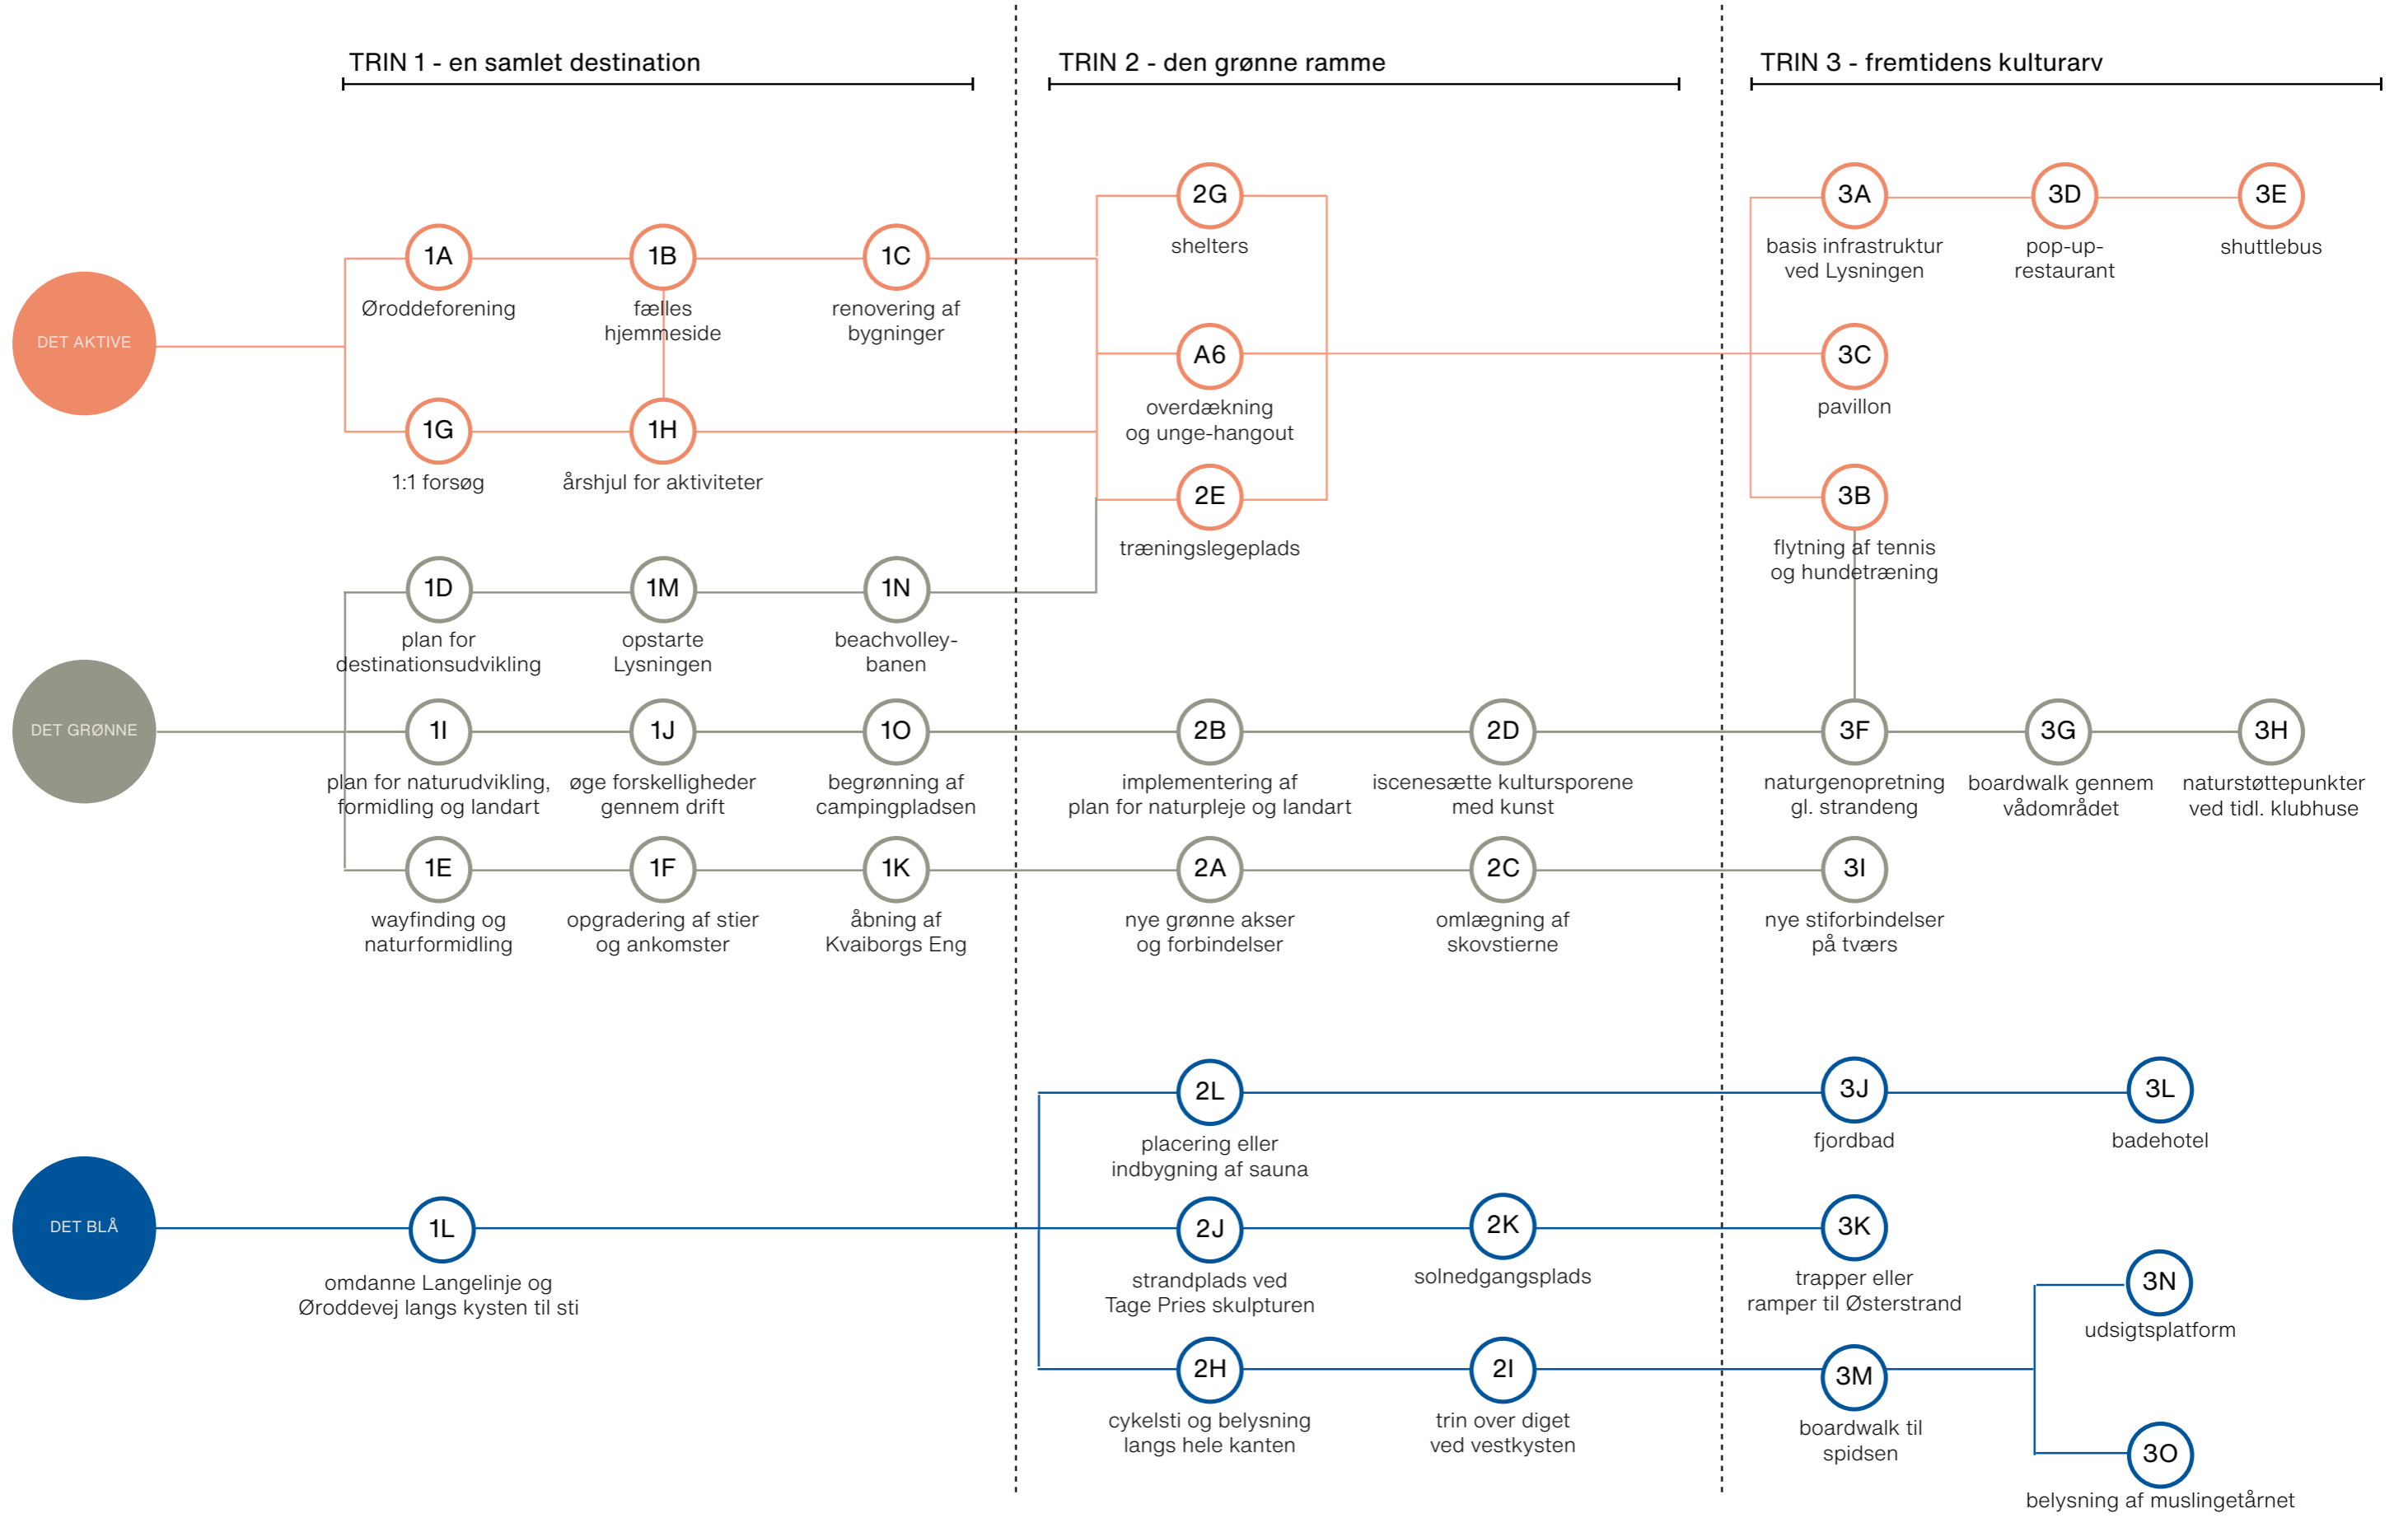 TRIN 1 - en samlet destination
TRIN 2 - den grønne ramme
TRIN 3 - fremtidens kulturarv
DET AKTIVE
1A
Øroddeforening
1B
fælles
hjemmeside
1C
renovering af
bygninger
1G
1:1 forsøg
1H
årshjul for aktiviteter
2G
shelters
A6
overdækning
og unge-hangout
2E
træningslegeplads
3A
basis infrastruktur
ved Lysningen
3D
pop-up-
restaurant
3E
shuttlebus
3C
pavillon
3B
flytning af tennis
og hundetræning
DET GRØNNE
1D
plan for
destinationsudvikling
1M
opstarte
Lysningen
1N
beachvolley-
banen
1I
plan for naturudvikling,
formidling og landart
1J
øge forskelligheder
gennem drift
1O
begrønning af
campingpladsen
2B
implementering af
plan for naturpleje og landart
2D
iscenesætte kultursporene
med kunst
3F
naturgenopretning
gl. strandeng
3G
boardwalk gennem
vådområdet
3H
naturstøttepunkter
ved tidl. klubhuse
1E
wayfinding og
naturformidling
1F
opgradering af stier
og ankomster
1K
åbning af
Kvaiborgs Eng
2A
nye grønne akser
og forbindelser
2C
omlægning af
skovstierne
3I
nye stiforbindelser
på tværs
DET BLÅ
1L
omdanne Langelinje og
Øroddevej langs kysten til sti
2L
placering eller
indbygning af sauna
3J
fjordbad
3L
badehotel
2J
strandplads ved
Tage Pries skulpturen
2K
solnedgangsplads
3K
trapper eller
ramper til Østerstrand
2H
cykelsti og belysning
langs hele kanten
2I
trin over diget
ved vestkysten
3M
boardwalk til
spidsen
3N
udsigtsplatform
3O
belysning af muslingetårnet